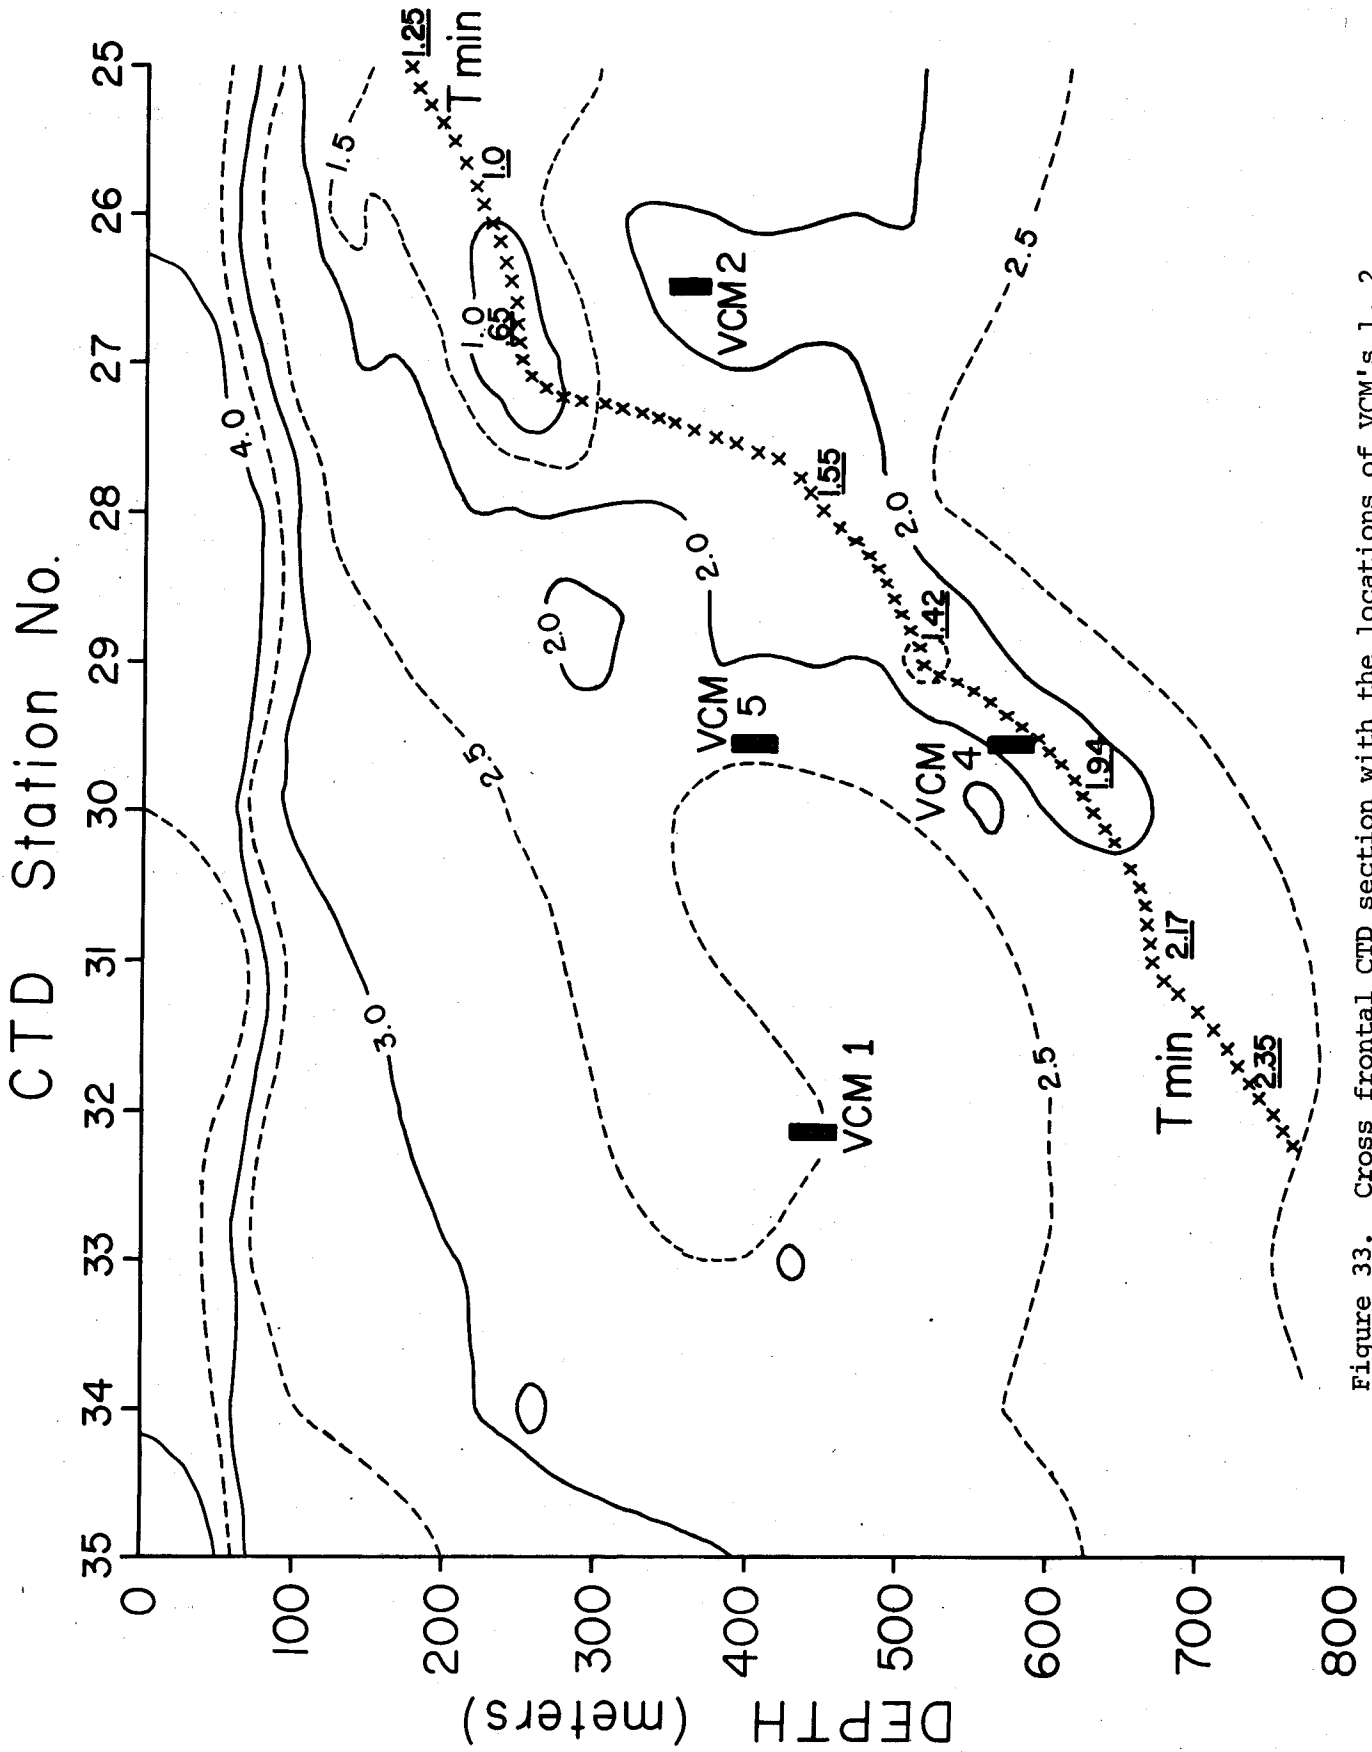 CTD Station No.
35 34 33 32 31 30 29 28 27 26 25
DEPTH
(meters)
0
100
200
300
400
500
600
700
800
4.0
3.0
2.5
2.0
2.0
2.0
2.5
2.5
1.5
1.0
.65
1.0
1.25
T min
1.55
1.42
1.94
2.17
2.35
T min
VCM 1
VCM 2
VCM
4
VCM
5
Figure 33. Cross frontal CTD section with the locations of VCM's 1, 2